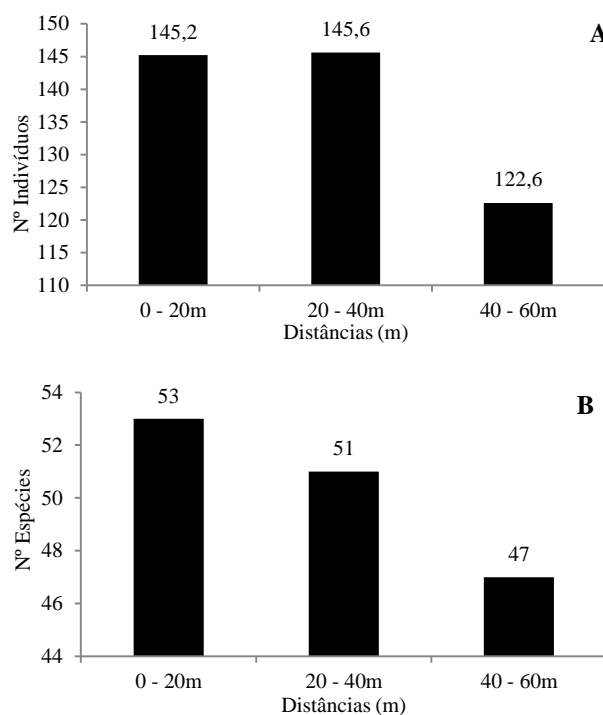 150
145,2
145,6
A
145
140
135
130
125
122,6
120
115
110
Nº Indivíduos
0 - 20m
20 - 40m
40 - 60m
Distâncias (m)
54
53
B
52
51
50
48
47
46
44
Nº Espécies
0 - 20m
20 - 40m
40 - 60m
Distâncias (m)